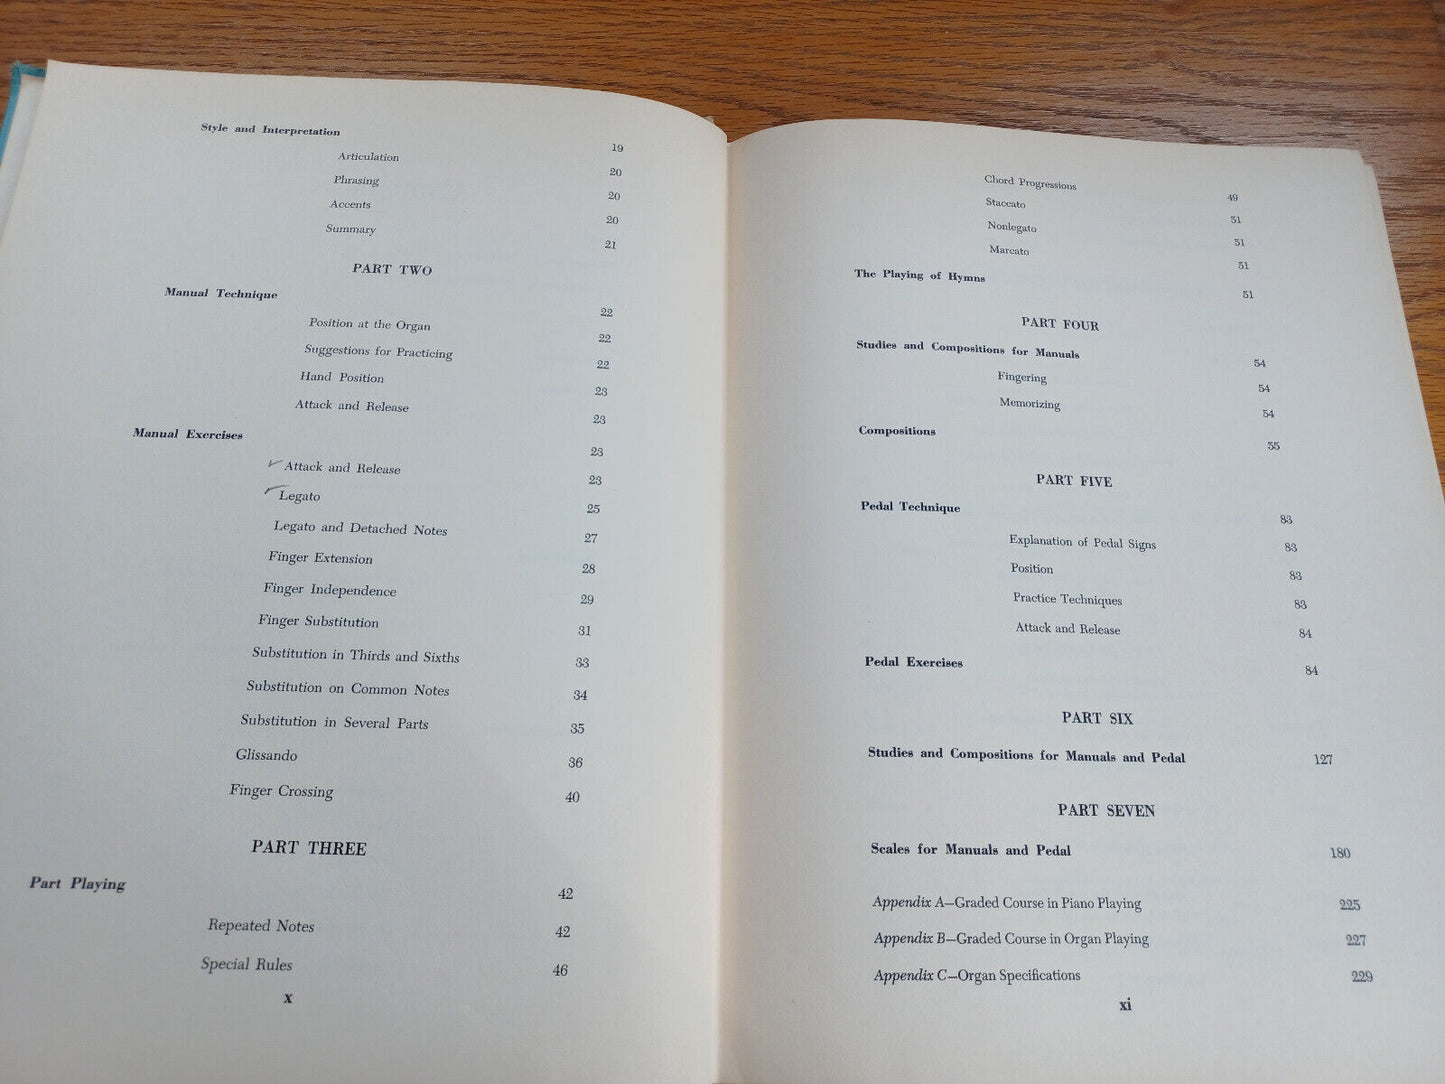 Style and Interpretation 19
Articulation 20
Phrasing 20
Accents 20
Summary 21
PART TWO
Manual Technique 22
Position at the Organ 22
Suggestions for Practicing 22
Hand Position 23
Attack and Release 23
Manual Exercises 23
Attack and Release 23
Legato 25
Legato and Detached Notes 27
Finger Extension 28
Finger Independence 29
Finger Substitution 31
Substitution in Thirds and Sixths 33
Substitution on Common Notes 34
Substitution in Several Parts 35
Glissando 36
Finger Crossing 40
PART THREE
Part Playing 42
Repeated Notes 42
Special Rules 46
x
Chord Progressions 49
Staccato 51
Nonlegato 51
Marcato 51
The Playing of Hymns 51
PART FOUR
Studies and Compositions for Manuals 54
Fingering 54
Memorizing 54
Compositions 55
PART FIVE
Pedal Technique 83
Explanation of Pedal Signs 83
Position 83
Practice Techniques 83
Attack and Release 84
Pedal Exercises 84
PART SIX
Studies and Compositions for Manuals and Pedal 127
PART SEVEN
Scales for Manuals and Pedal 180
Appendix A—Graded Course in Piano Playing 225
Appendix B—Graded Course in Organ Playing 227
Appendix C—Organ Specifications 229
xi